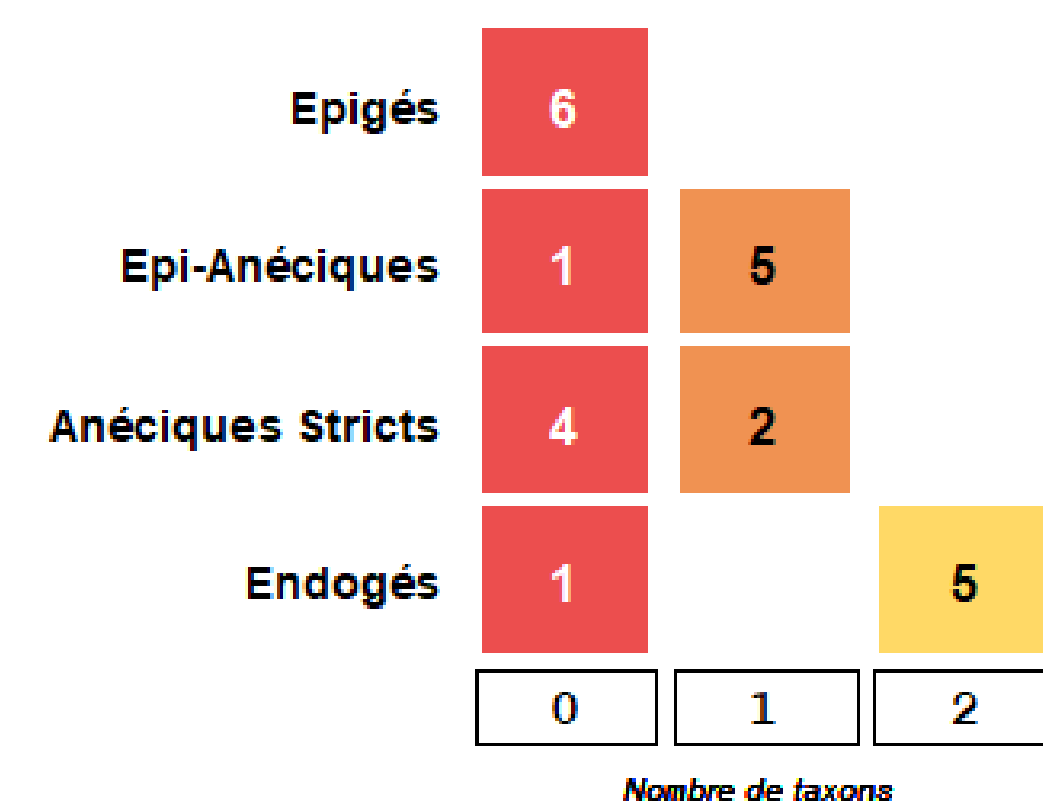 Epigés 6
Epi-Anéciques 1 5
Anéciques Stricts 4 2
Endogés 1 5
0 1 2
Nombre de taxons